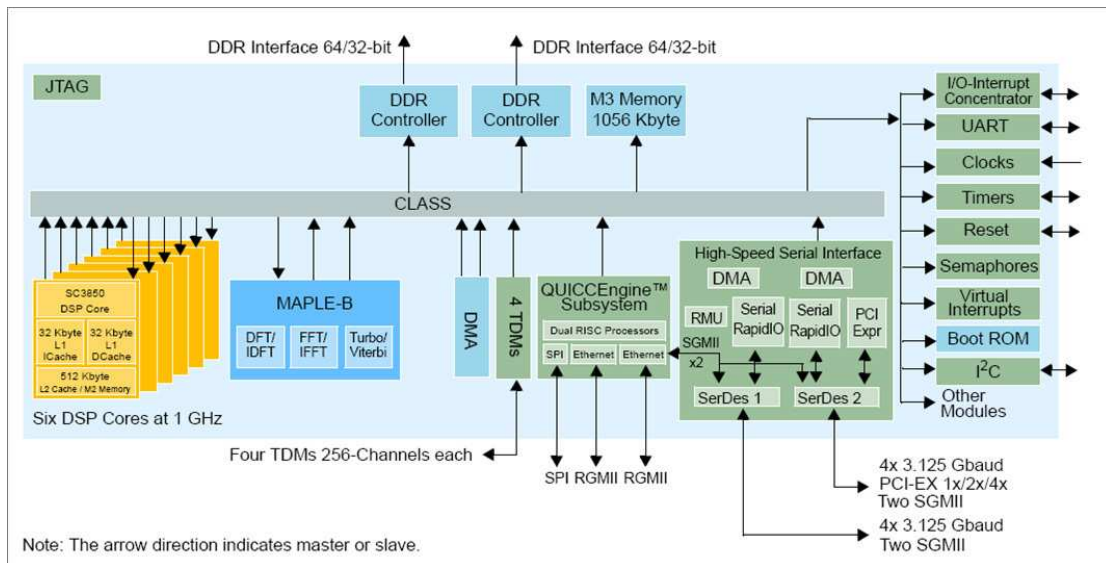 DDR Interface 64/32-bit
DDR Interface 64/32-bit
JTAG
DDR
Controller
DDR
Controller
M3 Memory
1056 Kbyte
I/O-Interrupt
Concentrator
UART
Clocks
Timers
Reset
Semaphores
Virtual
Interrupts
Boot ROM
I²C
Other
Modules
CLASS
SC3850
DSP Core
32 Kbyte
L1
ICache
32 Kbyte
L1
DCache
512 Kbyte
L2 Cache / M2 Memory
Six DSP Cores at 1 GHz
MAPLE-B
DFT/
IDFT
FFT/
IFFT
Turbo/
Viterbi
DMA
4 TDMs
QUICCEngine™
Subsystem
Dual RISC Processors
SPI
Ethernet
Ethernet
High-Speed Serial Interface
DMA
DMA
RMU
Serial
RapidIO
Serial
RapidIO
PCI
Expr
SGMII
x2
SerDes 1
SerDes 2
Four TDMs 256-Channels each
SPI
RGMII
RGMII
4x 3.125 Gbaud
PCI-EX 1x/2x/4x
Two SGMII
4x 3.125 Gbaud
Two SGMII
Note: The arrow direction indicates master or slave.